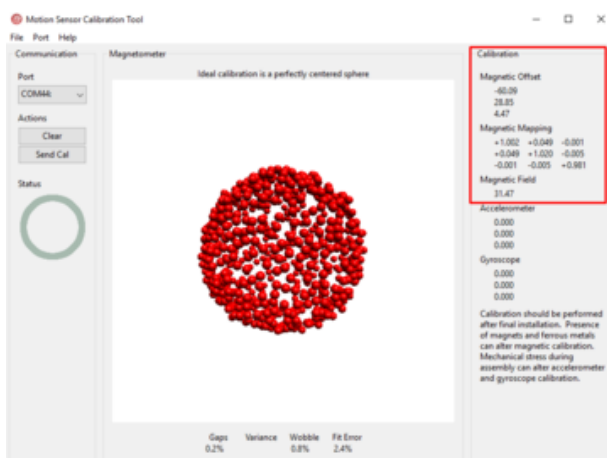 Motion Sensor Calibration Tool
File Port Help
Communication
Port
COM44:
Actions
Clear
Send Cal
Status
Magnetometer
Ideal calibration is a perfectly centered sphere
Gaps Variance Wobble Fit Error
0.2% 0.8% 2.4%
Calibration
Magnetic Offset
-60.09
28.85
4.47
Magnetic Mapping
+1.002 +0.049 -0.001
+0.049 +1.020 -0.005
-0.001 -0.005 +0.981
Magnetic Field
31.47
Accelerometer
0.000
0.000
0.000
Gyroscope
0.000
0.000
0.000
Calibration should be performed
after final installation. Presence
of magnets and ferrous metals
can alter magnetic calibration.
Mechanical stress during
assembly can alter accelerometer
and gyroscope calibration.